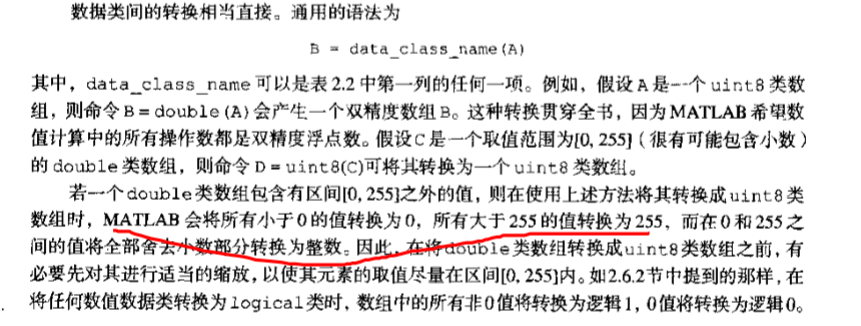 数据类间的转换相当直接。通用的语法为
B = data_class_name(A)
其中，data_class_name 可以是表 2.2 中第一列的任何一项。例如，假设 A 是一个 uint8 类数
组，则命令 B = double (A) 会产生一个双精度数组 B。这种转换贯穿全书，因为 MATLAB 希望数
值计算中的所有操作数都是双精度浮点数。假设 C 是一个取值范围为[0, 255]（很有可能包含小数）
的 double 类数组，则命令 D = uint8(C)可将其转换为一个 uint8 类数组。
若一个 double 类数组包含有区间[0, 255]之外的值，则在使用上述方法将其转换成 uint8 类
数组时，MATLAB 会将所有小于 0 的值转换为 0，所有大于 255 的值转换为 255，而在 0 和 255 之
间的值将全部舍去小数部分转换为整数。因此，在将 double 类数组转换成 uint8 类数组之前，有
必要先对其进行适当的缩放，以使其元素的取值尽量在区间[0, 255]内。如 2.6.2 节中提到的那样，在
将任何数值数据类转换为 logical 类时，数组中的所有非 0 值将转换为逻辑 1，0 值将转换为逻辑 0。